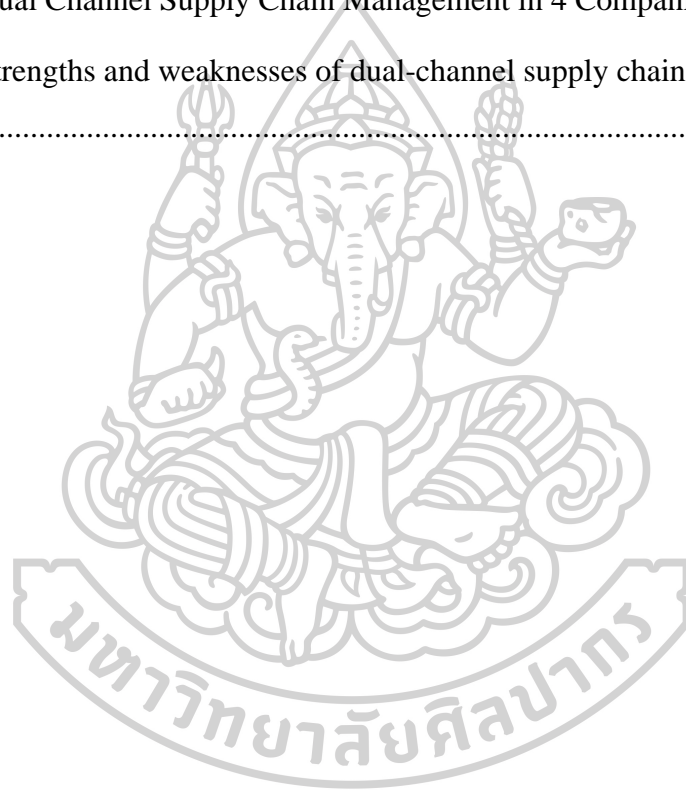 ual Channel Supply Chain Management in 4 Compan
trengths and weaknesses of dual-channel supply chain
........................................................................................
มหาวิทยาลัยศิลปากร